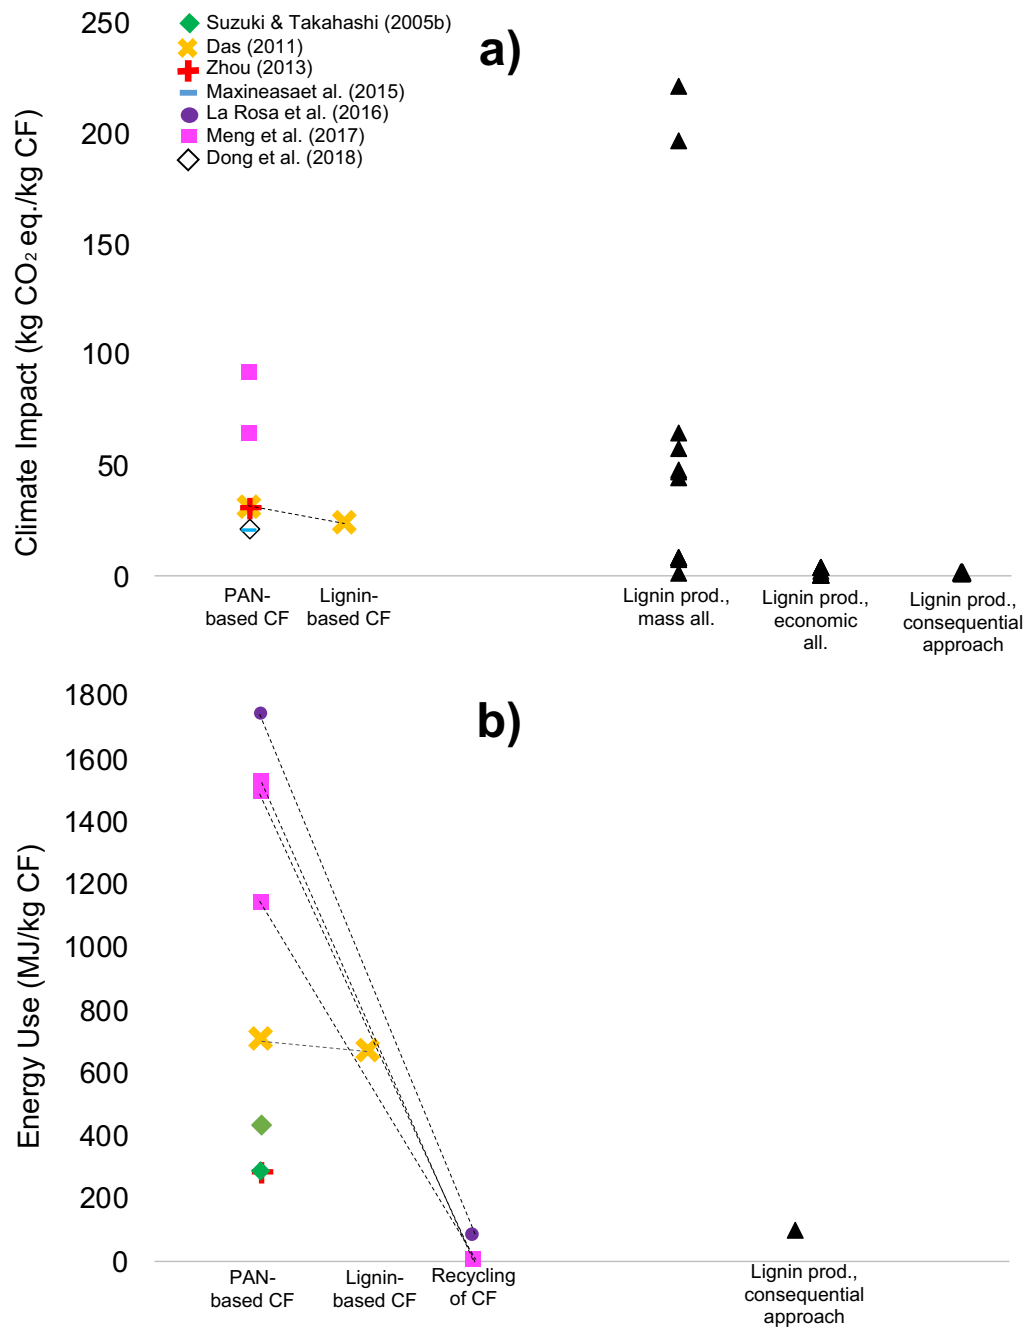 250
200
150
100
50
0
Climate Impact (kg CO₂ eq./kg CF)
Suzuki & Takahashi (2005b)
Das (2011)
Zhou (2013)
Maxineasaet al. (2015)
La Rosa et al. (2016)
Meng et al. (2017)
Dong et al. (2018)
a)
PAN-
based CF
Lignin-
based CF
Lignin prod.,
mass all.
Lignin prod.,
economic
all.
Lignin prod.,
consequential
approach
1800
1600
1400
1200
1000
800
600
400
200
0
Energy Use (MJ/kg CF)
b)
PAN-
based CF
Lignin-
based CF
Recycling
of CF
Lignin prod.,
consequential
approach